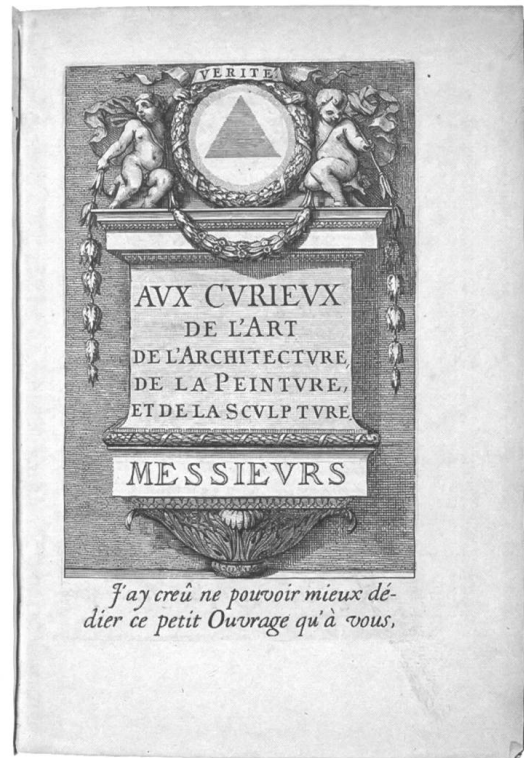 VERITE
AVX CVRIEVX
DE L'ART
DE L'ARCHITECTVRE,
DE LA PEINTVRE,
ET DE LA SCVLPTVRE.
MESSIEVRS
J'ay creû ne pouvoir mieux dé-
dier ce petit Ouvrage qu'à vous,